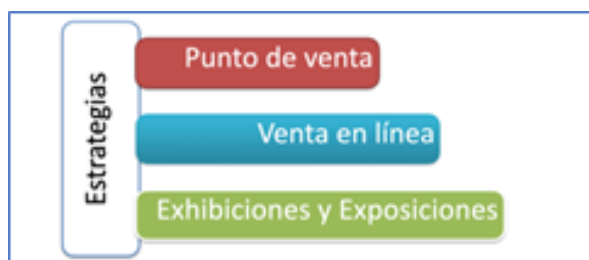 Estrategias
Punto de venta
Venta en línea
Exhibiciones y Exposiciones